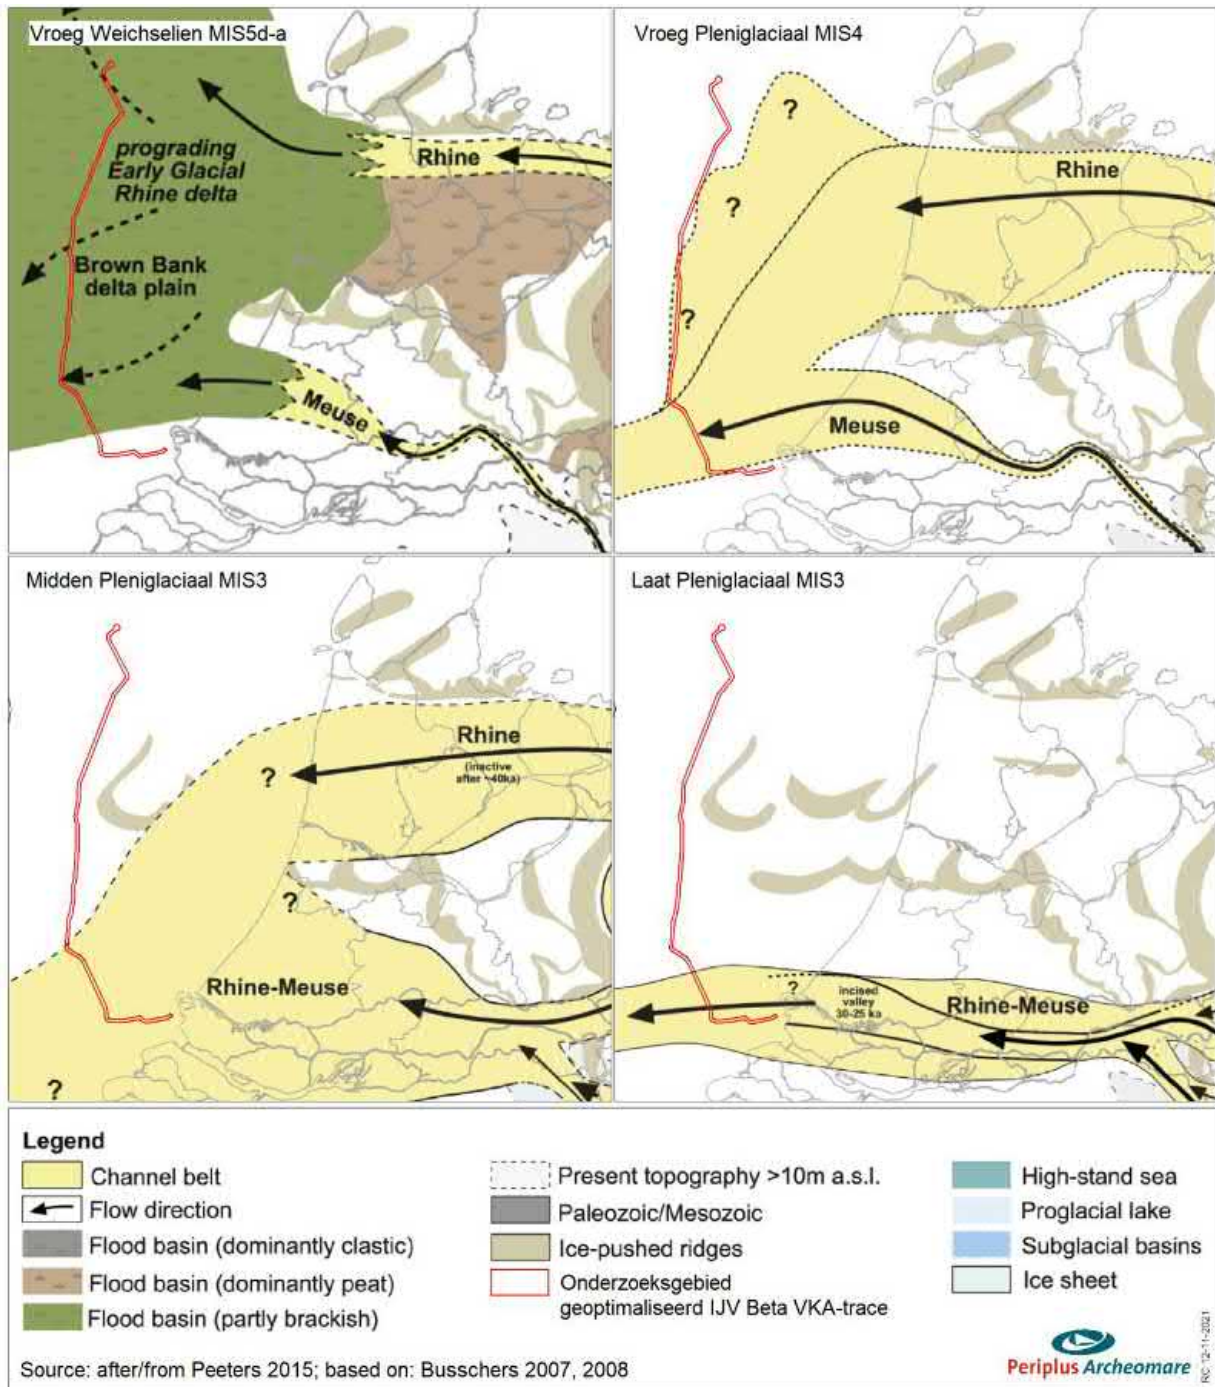 Vroeg Weichselien MIS5d-a
Rhine
prograding
Early Glacial
Rhine delta
Brown Bank
delta plain
Meuse
Vroeg Pleniglaciaal MIS4
?
Rhine
?
?
Meuse
Midden Pleniglaciaal MIS3
Rhine
(inactive
after ~40ka)
?
?
Rhine-Meuse
?
Laat Pleniglaciaal MIS3
?
incised
valley
30-25 ka
Rhine-Meuse
Legend
Channel belt
Flow direction
Flood basin (dominantly clastic)
Flood basin (dominantly peat)
Flood basin (partly brackish)
Present topography >10m a.s.l.
Paleozoic/Mesozoic
Ice-pushed ridges
Onderzoeksgebied
geoptimaliseerd IJV Beta VKA-trace
High-stand sea
Proglacial lake
Subglacial basins
Ice sheet
Source: after/from Peeters 2015; based on: Busschers 2007, 2008
Periplus Archeomare
RC 12-11-2021